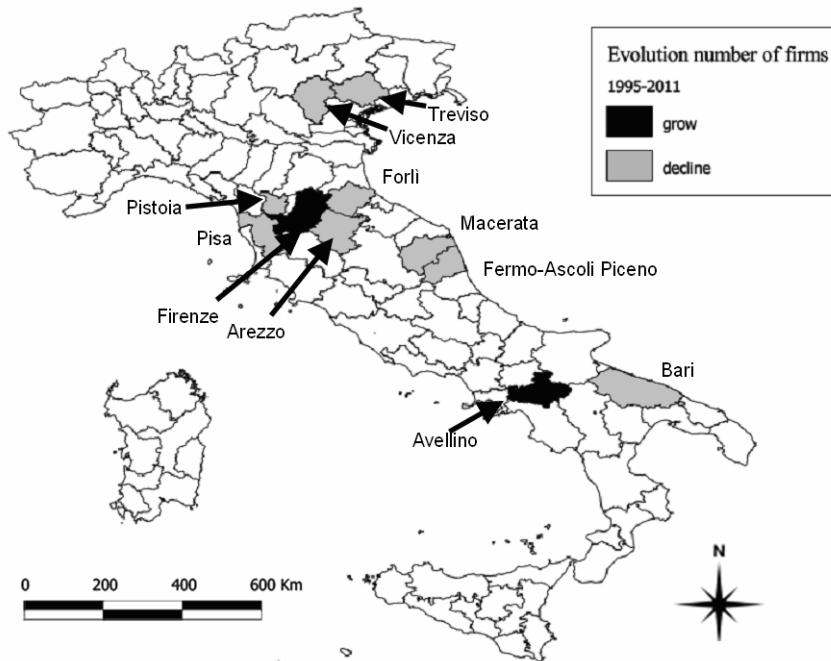 Evolution number of firms
1995-2011
grow
decline
Treviso
Vicenza
Forlì
Pistoia
Macerata
Pisa
Fermo-Ascoli Piceno
Firenze
Arezzo
Bari
Avellino
N
0 200 400 600 Km